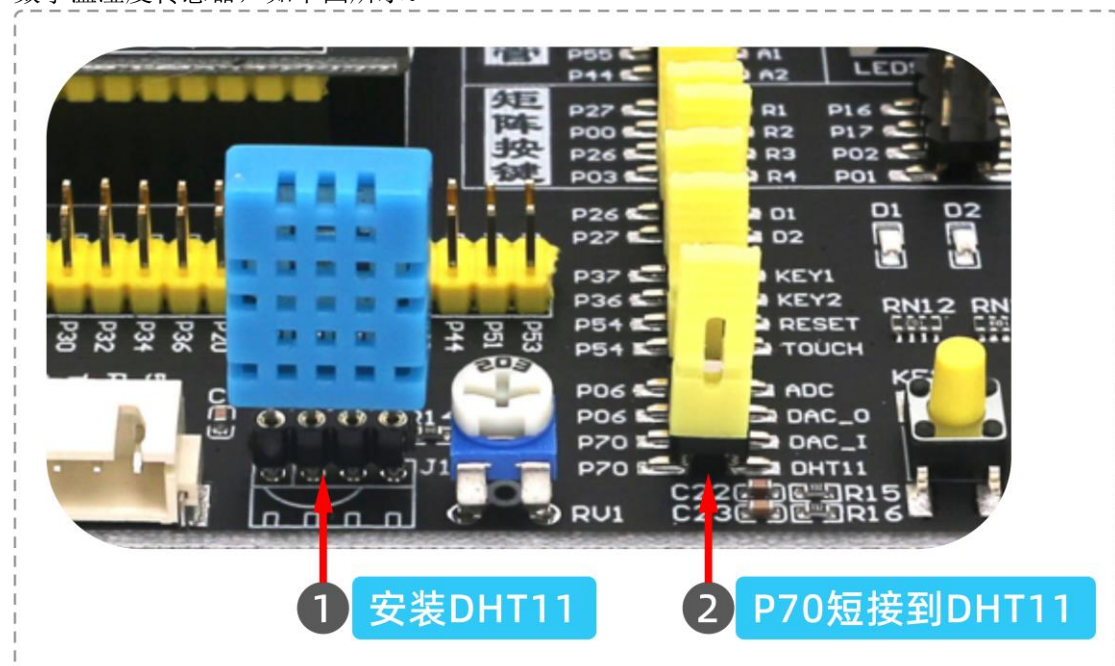 数字温湿度传感器，如下图所示。
P55 A1
P44 A2
LED
矩阵按键
P27 R1 P16
P00 R2 P17
P26 R3 P02
P03 R4 P01
P26 D1
P27 D2
D1 D2
P37 KEY1
P36 KEY2
P54 RESET
P54 TOUCH
RN12 RN
P30 P32 P34 P36 P20 P44 P51 P53
203
P06 ADC
P06 DAC_O
P70 DAC_I
P70 DHT11
J1
RV1
C22 R15
C23 R16
1 安装DHT11
2 P70短接到DHT11